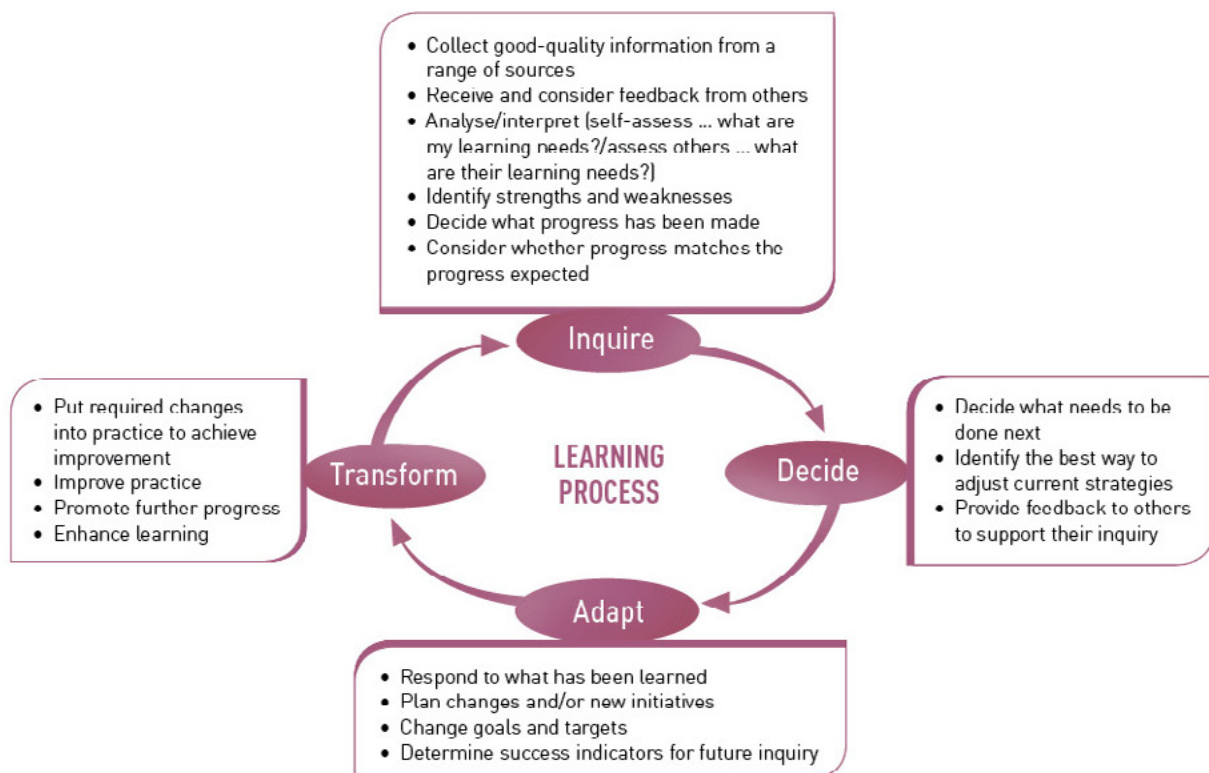 • Collect good-quality information from a
range of sources
• Receive and consider feedback from others
• Analyse/interpret (self-assess ... what are
my learning needs?/assess others ... what
are their learning needs?)
• Identify strengths and weaknesses
• Decide what progress has been made
• Consider whether progress matches the
progress expected
Inquire
• Put required changes
into practice to achieve
improvement
• Improve practice
• Promote further progress
• Enhance learning
Transform
LEARNING
PROCESS
Decide
• Decide what needs to be
done next
• Identify the best way to
adjust current strategies
• Provide feedback to others
to support their inquiry
Adapt
• Respond to what has been learned
• Plan changes and/or new initiatives
• Change goals and targets
• Determine success indicators for future inquiry